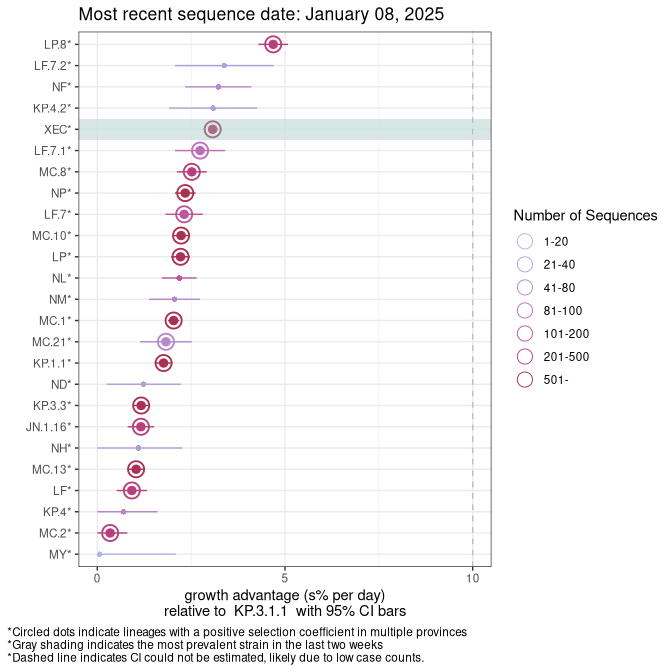 Most recent sequence date: January 08, 2025
LP.8*
LF.7.2*
NF*
KP.4.2*
XEC*
LF.7.1*
MC.8*
NP*
LF.7*
MC.10*
LP*
NL*
NM*
MC.1*
MC.21*
KP.1.1*
ND*
KP.3.3*
JN.1.16*
NH*
MC.13*
LF*
KP.4*
MC.2*
MY*
0 5 10
growth advantage (s% per day)
relative to KP.3.1.1 with 95% CI bars
Number of Sequences
1-20
21-40
41-80
81-100
101-200
201-500
501-
*Circled dots indicate lineages with a positive selection coefficient in multiple provinces
*Gray shading indicates the most prevalent strain in the last two weeks
*Dashed line indicates CI could not be estimated, likely due to low case counts.